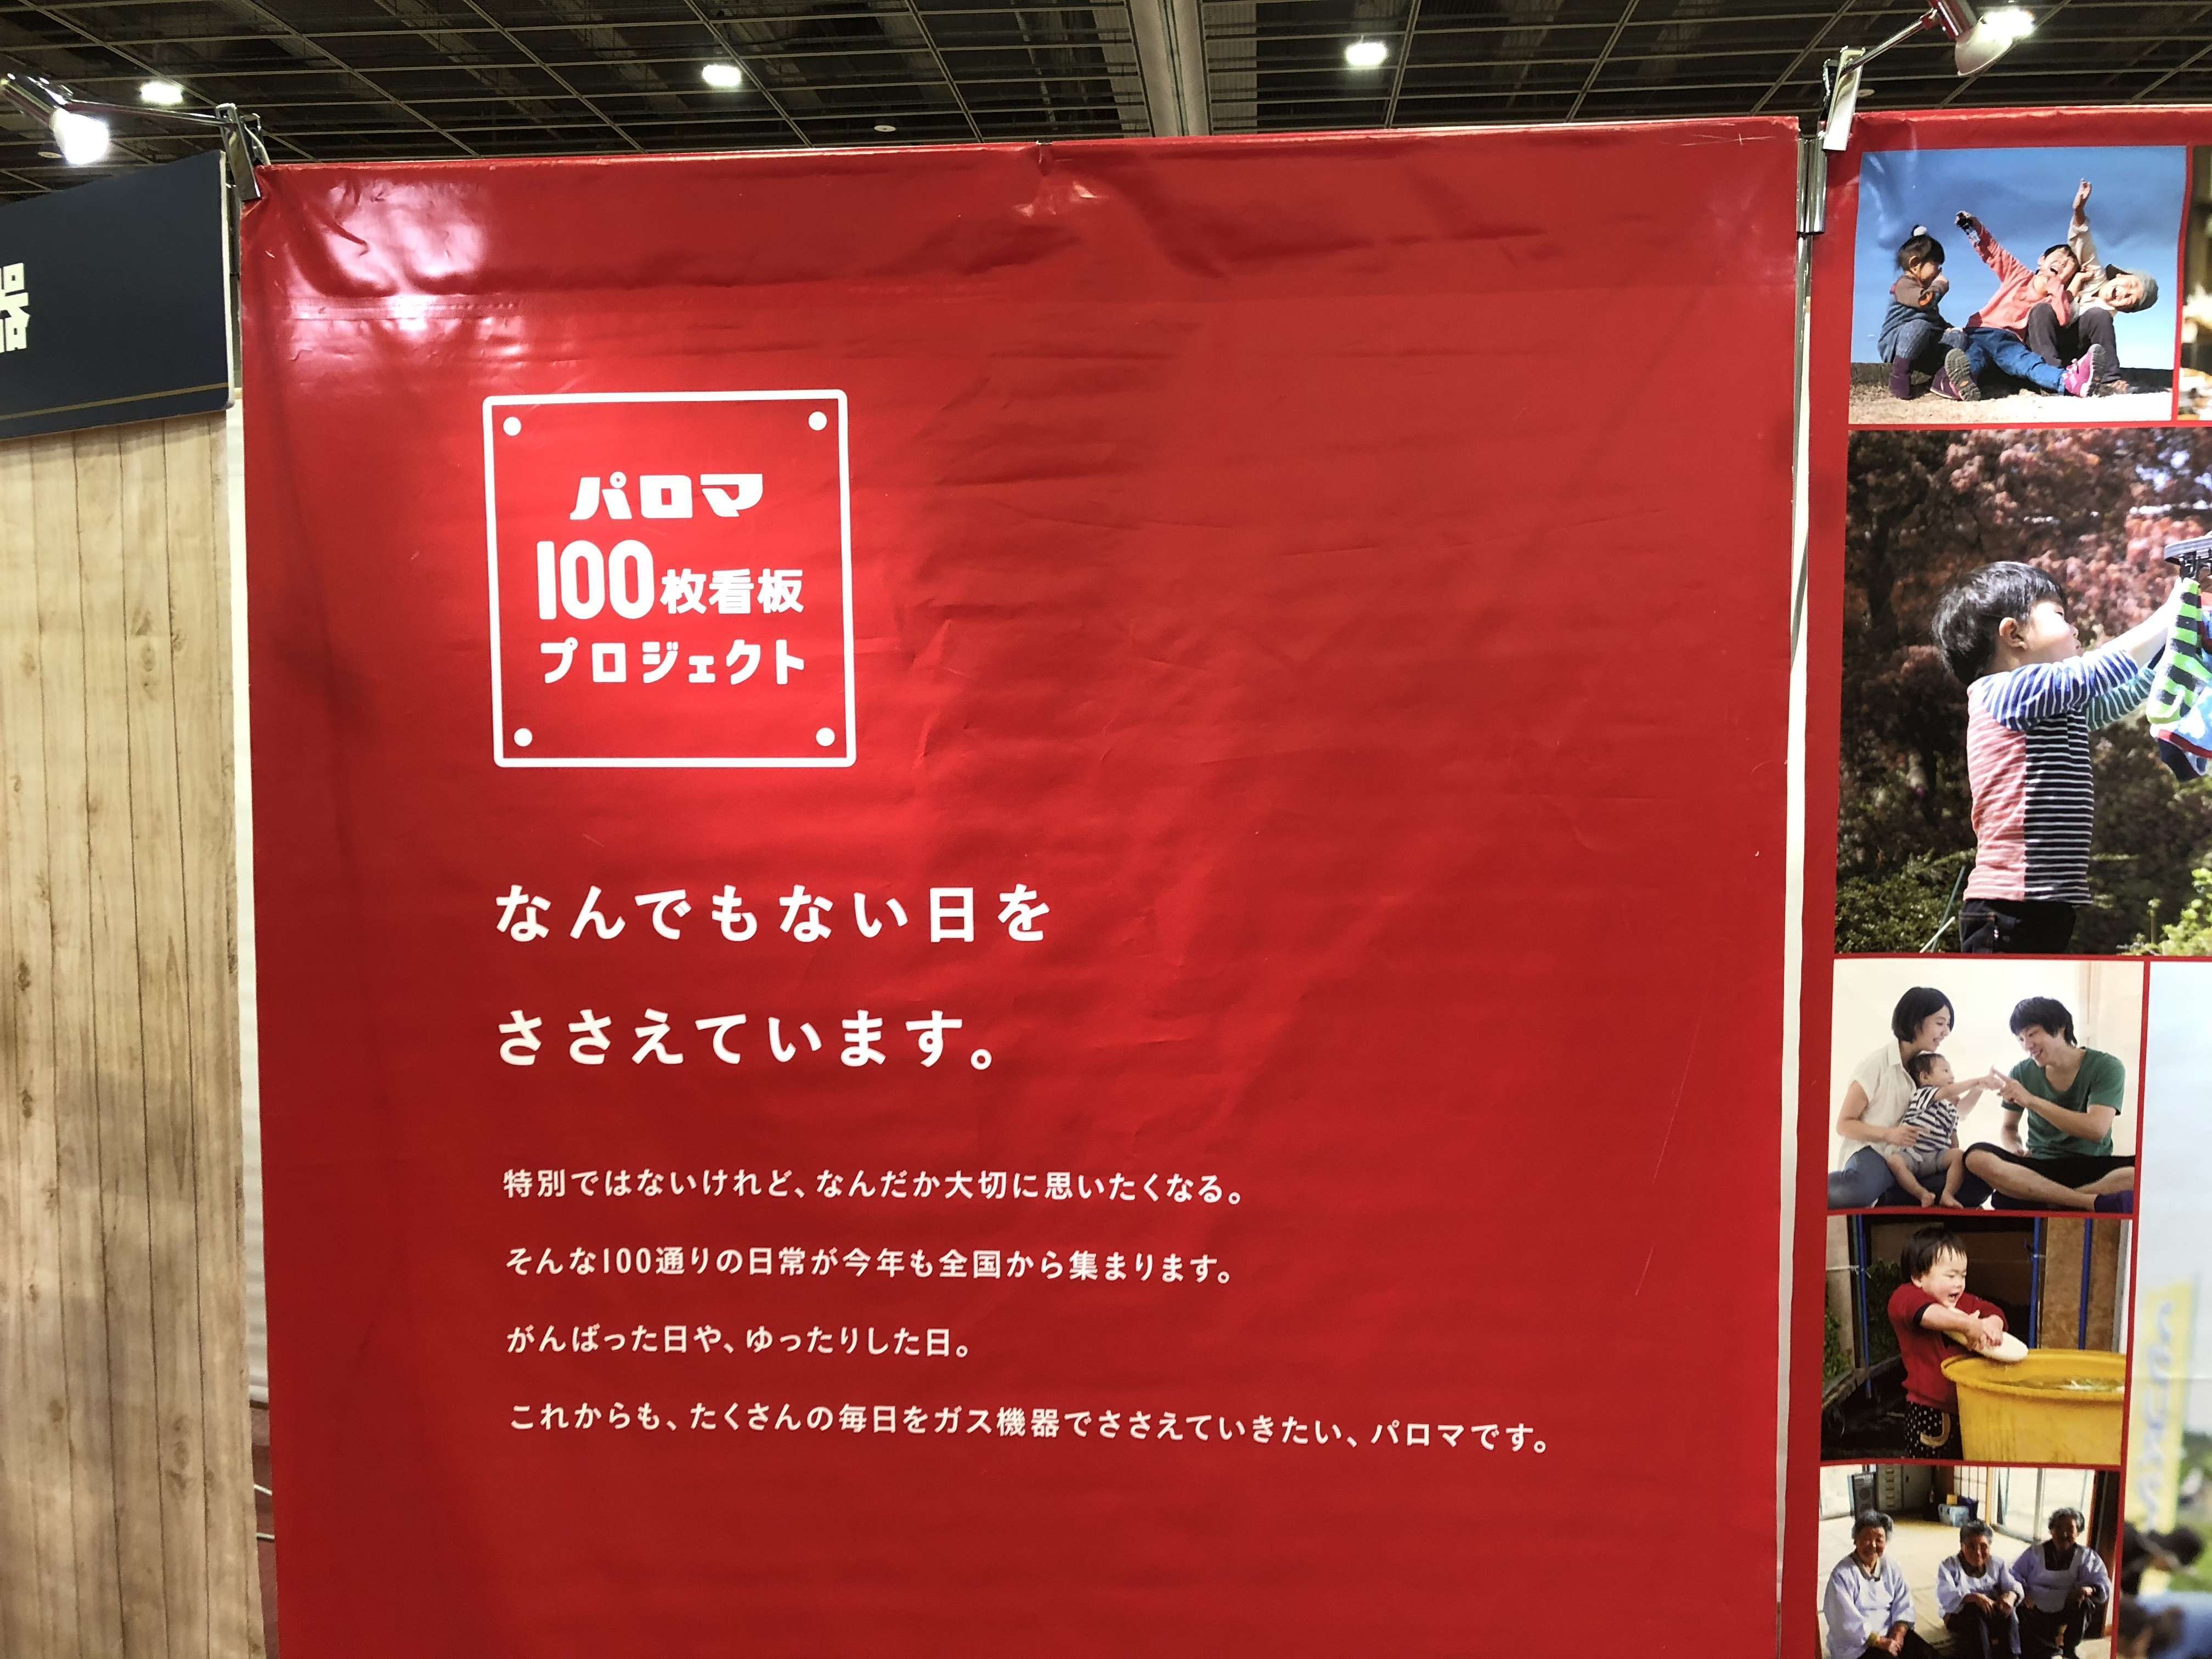 パロマ
100枚看板
プロジェクト
なんでもない日を
ささえています。
特別ではないけれど、なんだか大切に思いたくなる。
そんな100通りの日常が今年も全国から集まります。
がんばった日や、ゆったりした日。
これからも、たくさんの毎日をガス機器でささえていきたい、パロマです。